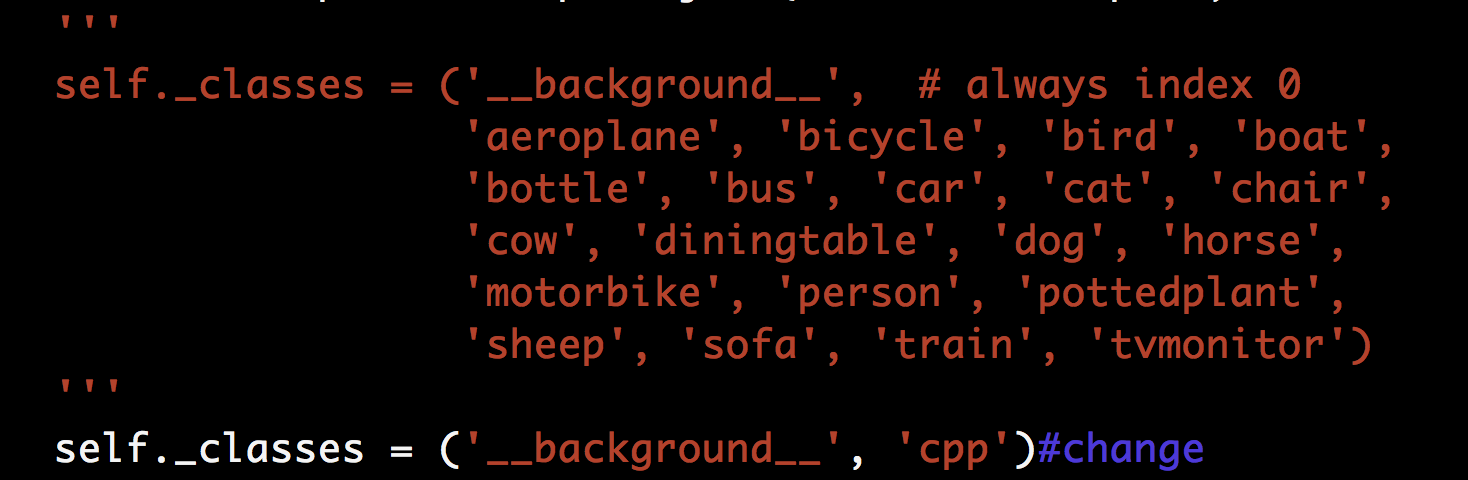 '''
self._classes = ('__background__',  # always index 0
                 'aeroplane', 'bicycle', 'bird', 'boat',
                 'bottle', 'bus', 'car', 'cat', 'chair',
                 'cow', 'diningtable', 'dog', 'horse',
                 'motorbike', 'person', 'pottedplant',
                 'sheep', 'sofa', 'train', 'tvmonitor')
'''
self._classes = ('__background__', 'cpp')#change